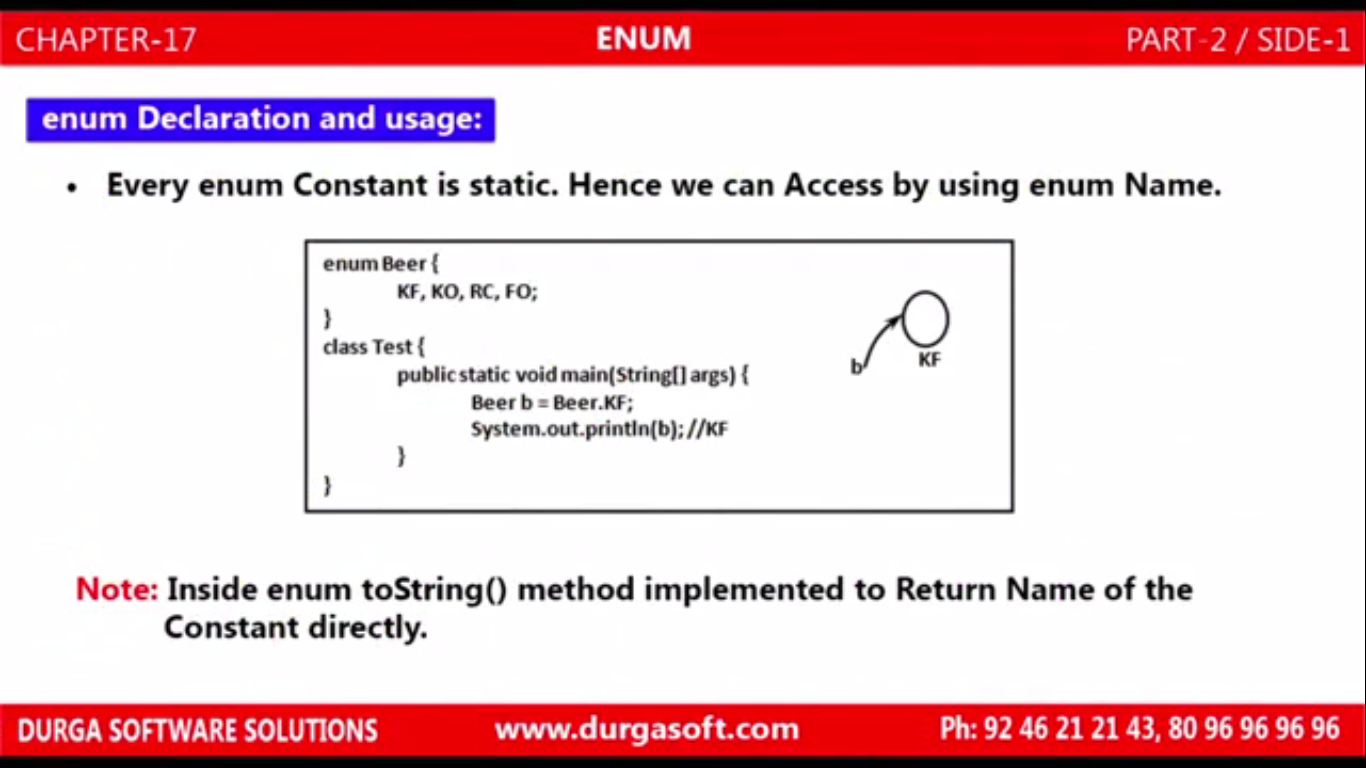 CHAPTER-17 ENUM PART-2 / SIDE-1
enum Declaration and usage:
• Every enum Constant is static. Hence we can Access by using enum Name.
enum Beer {
KF, KO, RC, FO;
}
class Test {
public static void main(String[] args) {
Beer b = Beer.KF;
System.out.println(b); //KF
}
}
b KF
Note: Inside enum toString() method implemented to Return Name of the
Constant directly.
DURGA SOFTWARE SOLUTIONS www.durgasoft.com Ph: 92 46 21 21 43, 80 96 96 96 96